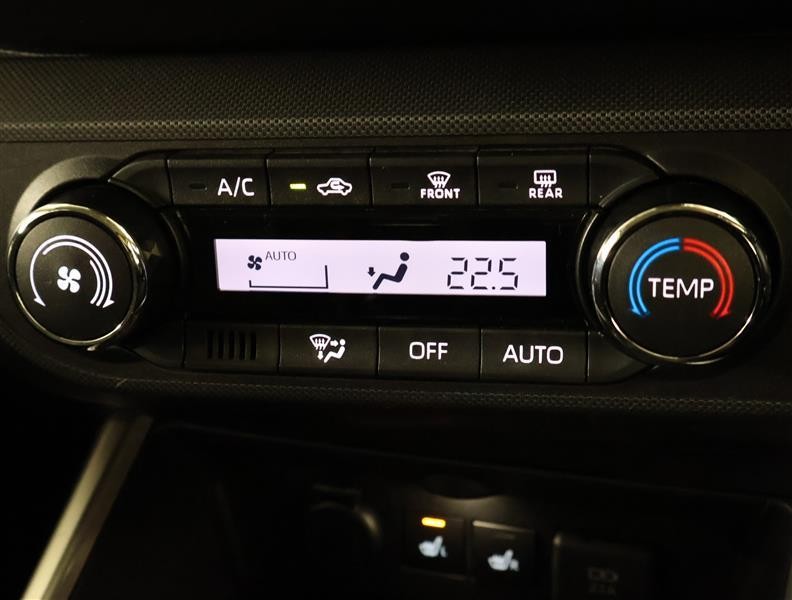 A/C
FRONT
REAR
AUTO
22.5
TEMP
OFF
AUTO
L
R